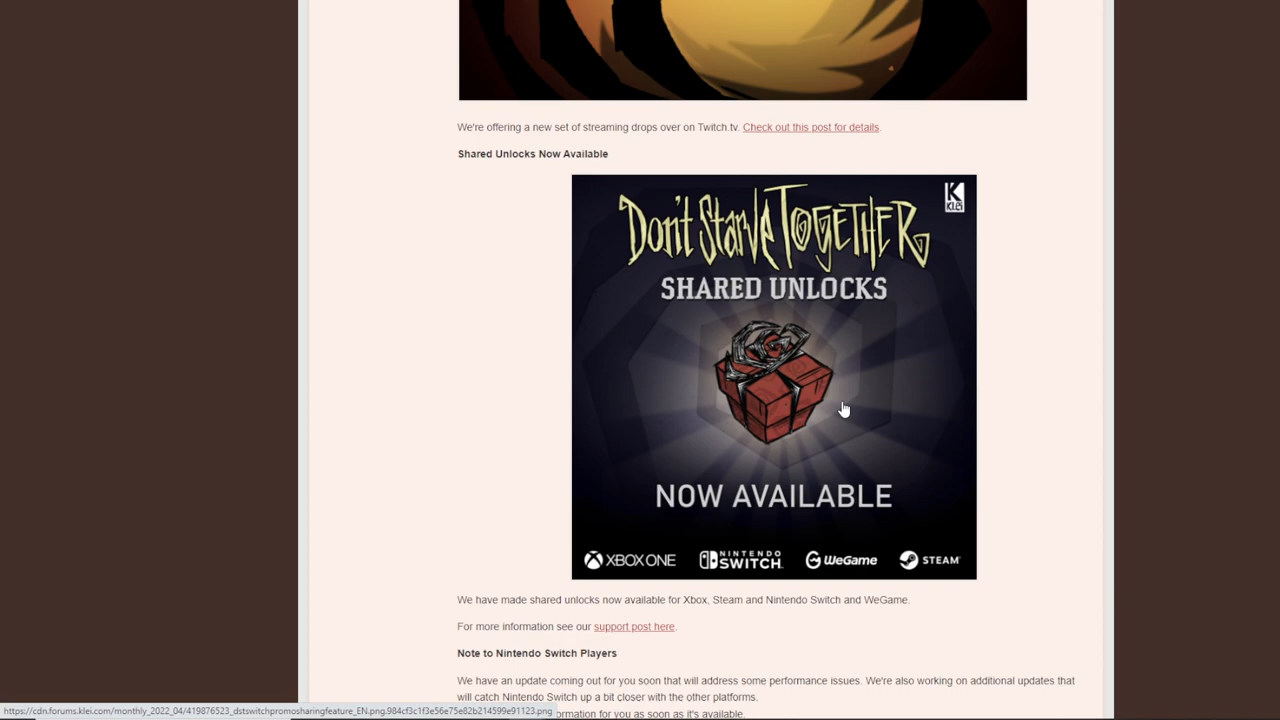 We're offering a new set of streaming drops over on Twitch.tv. Check out this post for details.
Shared Unlocks Now Available
Don't Starve Together
KLEI
SHARED UNLOCKS
NOW AVAILABLE
XBOX ONE NINTENDO SWITCH WeGame STEAM
We have made shared unlocks now available for Xbox, Steam and Nintendo Switch and WeGame.
For more information see our support post here.
Note to Nintendo Switch Players
We have an update coming out for you soon that will address some performance issues. We're also working on additional updates that
will catch Nintendo Switch up a bit closer with the other platforms.
ormation for you as soon as it's available.
https://cdn.forums.klei.com/monthly_2022_04/419876523_dstswitchpromosharingfeature_EN.png.984cf3c1f3e56e75e82b214599e91123.png